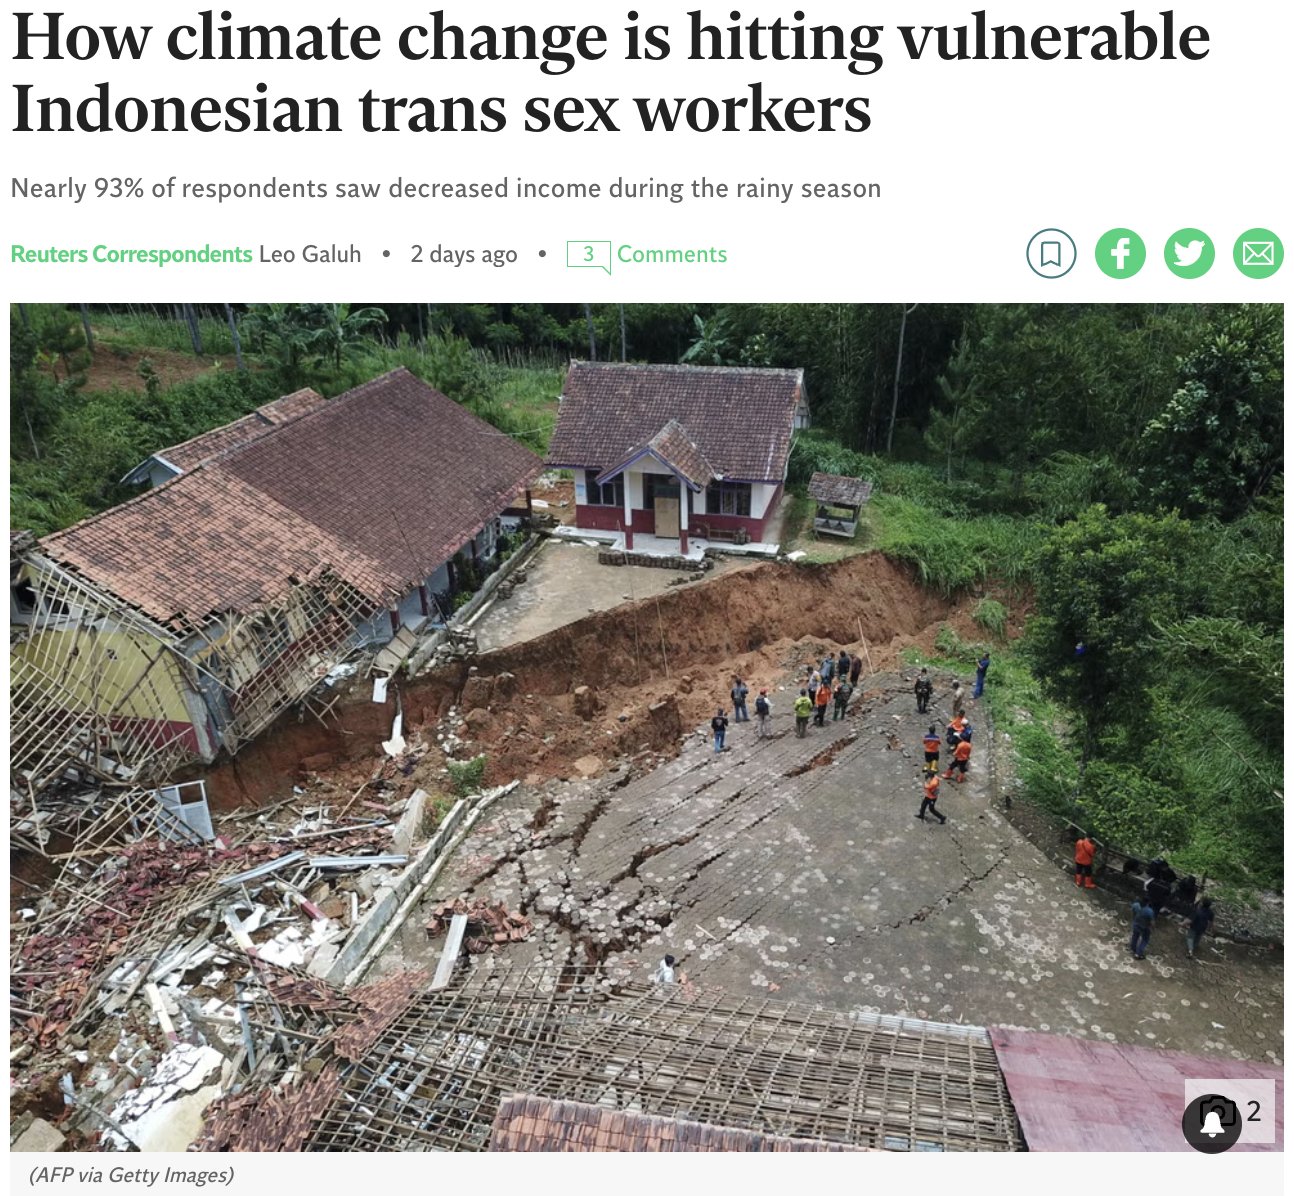 How climate change is hitting vulnerable
Indonesian trans sex workers
Nearly 93% of respondents saw decreased income during the rainy season
Reuters Correspondents Leo Galuh • 2 days ago • 3 Comments
2
(AFP via Getty Images)